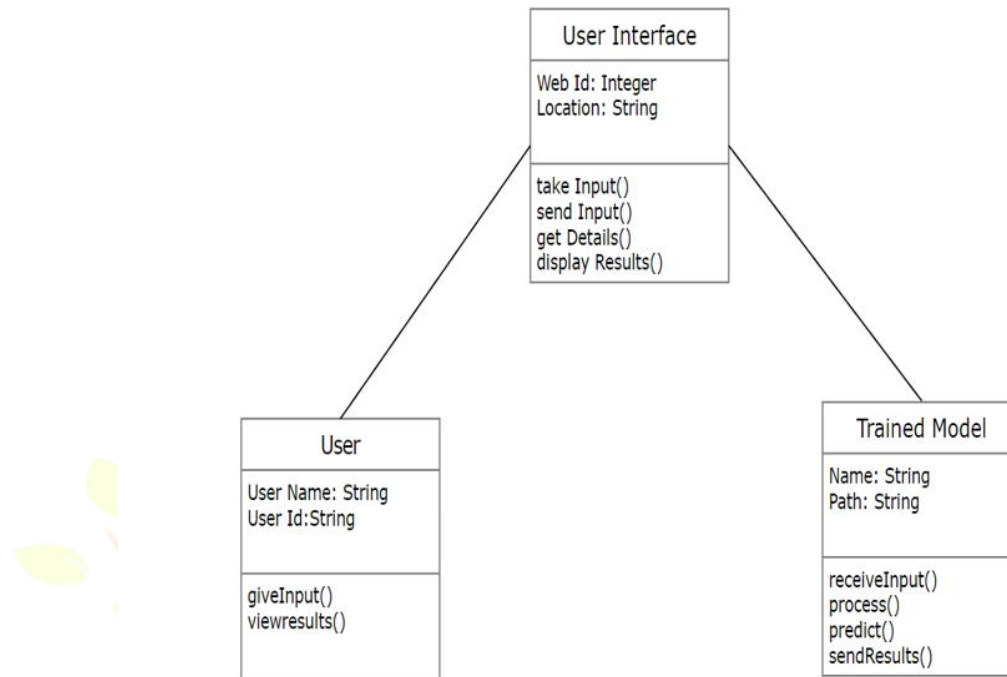 User Interface
Web Id: Integer
Location: String
take Input()
send Input()
get Details()
display Results()
User
User Name: String
User Id:String
giveInput()
viewresults()
Trained Model
Name: String
Path: String
receiveInput()
process()
predict()
sendResults()